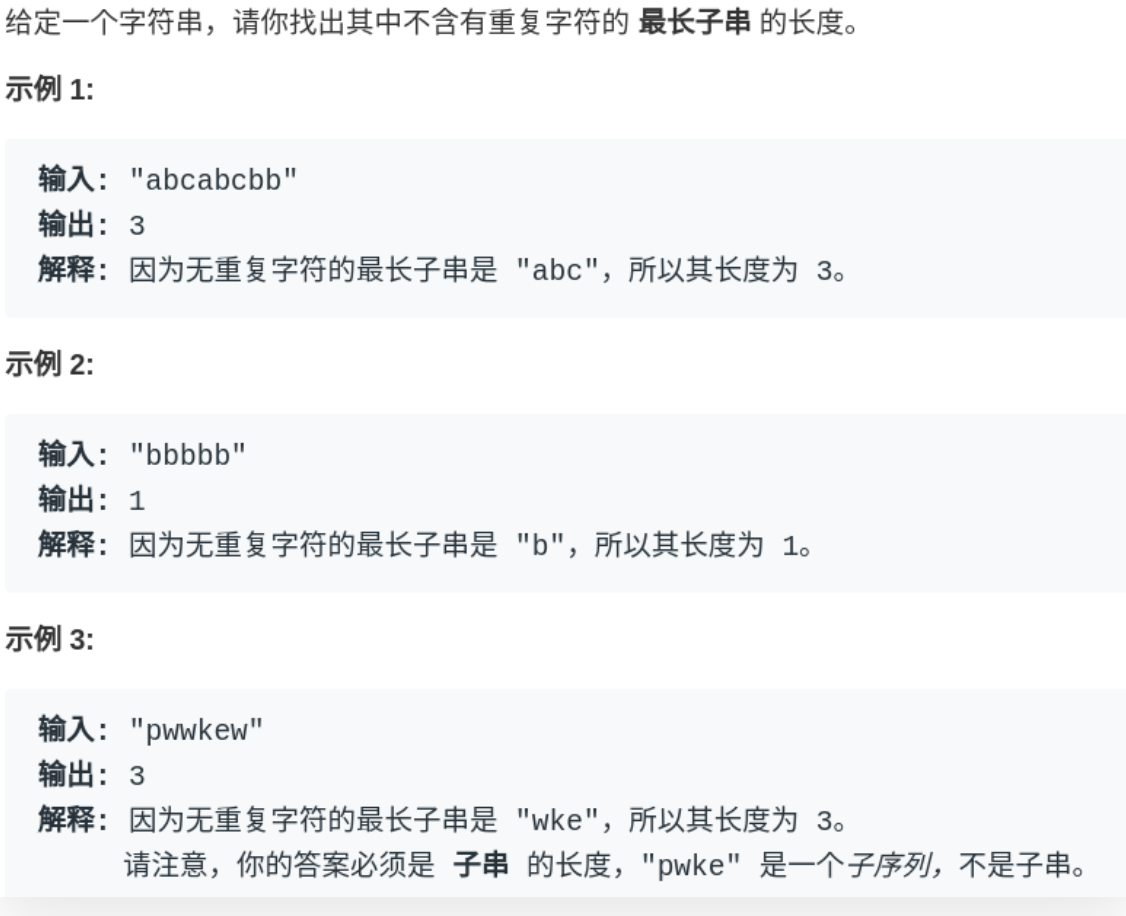 给定一个字符串，请你找出其中不含有重复字符的 最长子串 的长度。
示例 1:
输入: "abcabcbb"
输出: 3
解释: 因为无重复字符的最长子串是 "abc"，所以其长度为 3。
示例 2:
输入: "bbbbb"
输出: 1
解释: 因为无重复字符的最长子串是 "b"，所以其长度为 1。
示例 3:
输入: "pwwkew"
输出: 3
解释: 因为无重复字符的最长子串是 "wke"，所以其长度为 3。
请注意，你的答案必须是 子串 的长度，"pwke" 是一个子序列，不是子串。